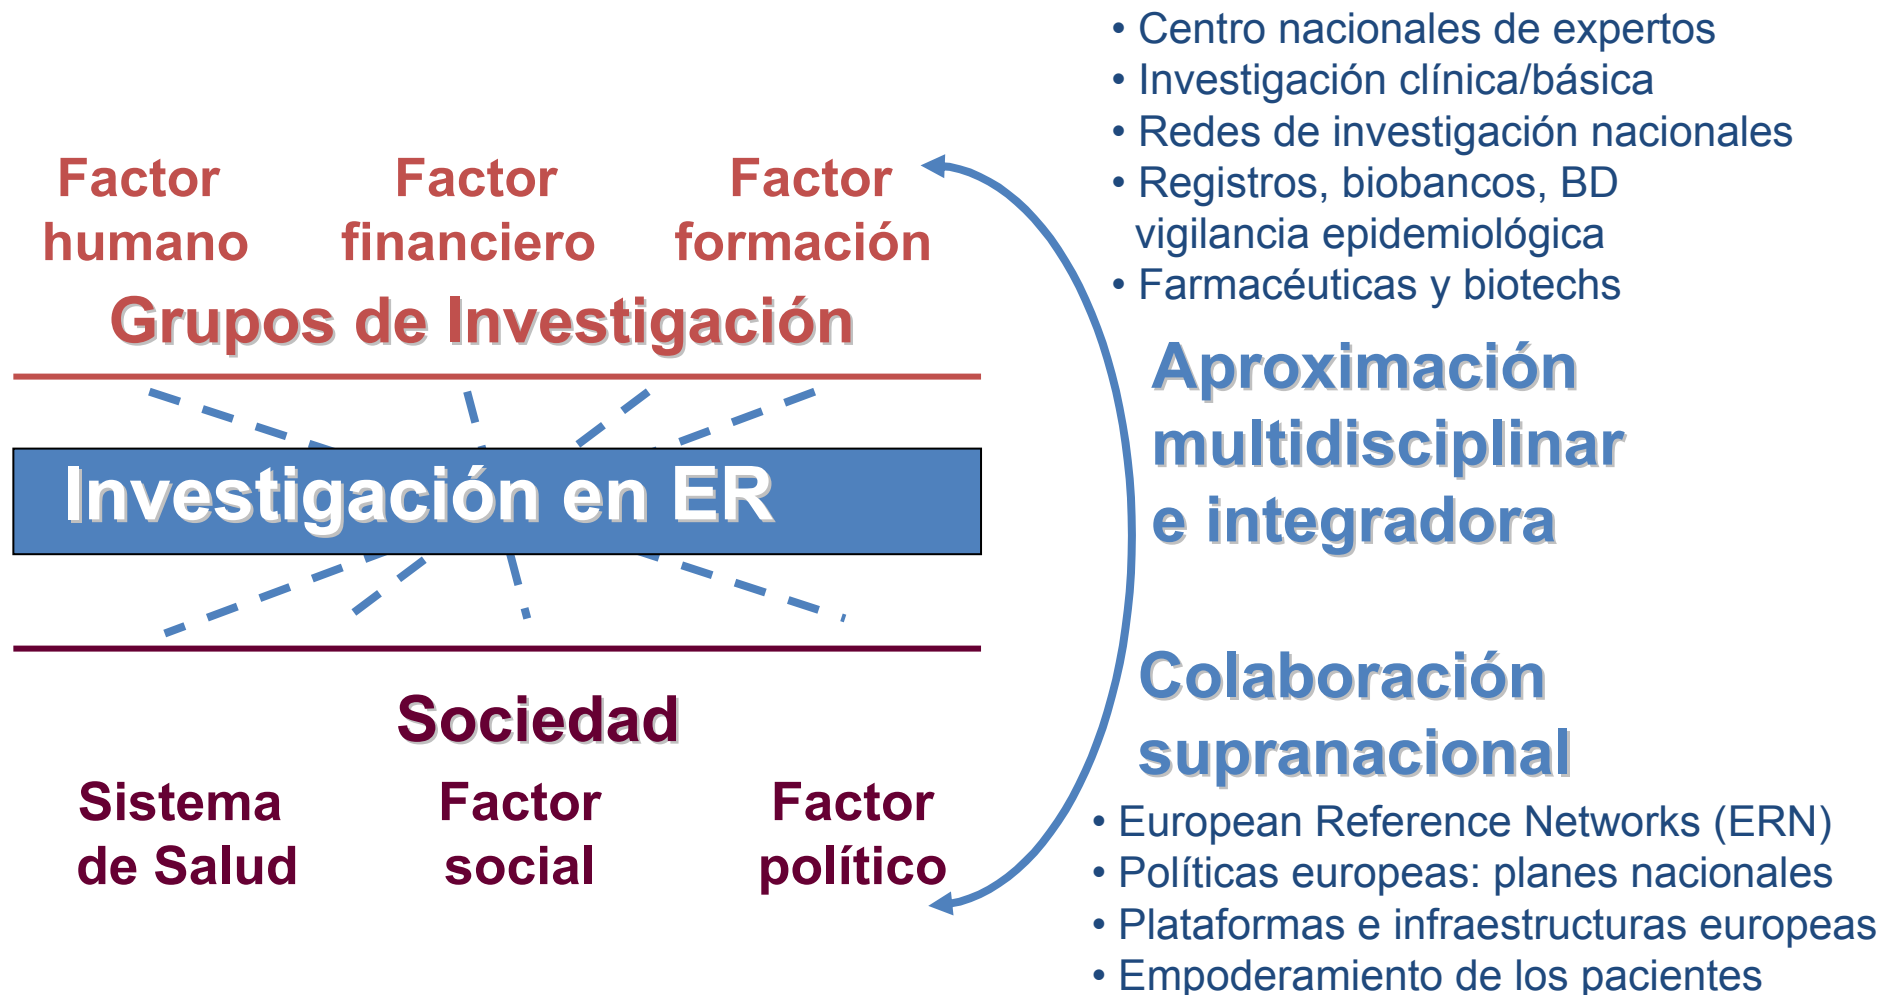 Factor humano
Factor financiero
Factor formación
Grupos de Investigación
Investigación en ER
Sociedad
Sistema de Salud
Factor social
Factor político
• Centro nacionales de expertos
• Investigación clínica/básica
• Redes de investigación nacionales
• Registros, biobancos, BD
vigilancia epidemiológica
• Farmacéuticas y biotechs
Aproximación
multidisciplinar
e integradora
Colaboración
supranacional
• European Reference Networks (ERN)
• Políticas europeas: planes nacionales
• Plataformas e infraestructuras europeas
• Empoderamiento de los pacientes